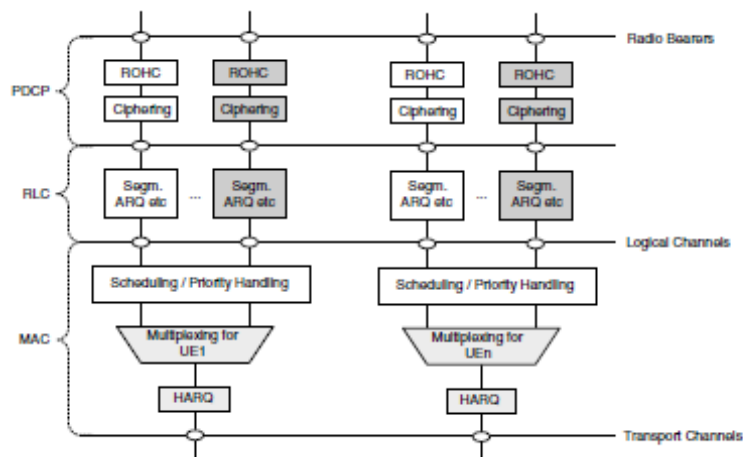 Radio Bearers
ROHC ROHC ROHC ROHC
PDCP
Ciphering Ciphering Ciphering Ciphering
Segm. ARQ etc ... Segm. ARQ etc Segm. ARQ etc ... Segm. ARQ etc
RLC
Logical Channels
Scheduling / Priority Handling Scheduling / Priority Handling
MAC
Multiplexing for UE1 Multiplexing for UEn
HARQ HARQ
Transport Channels